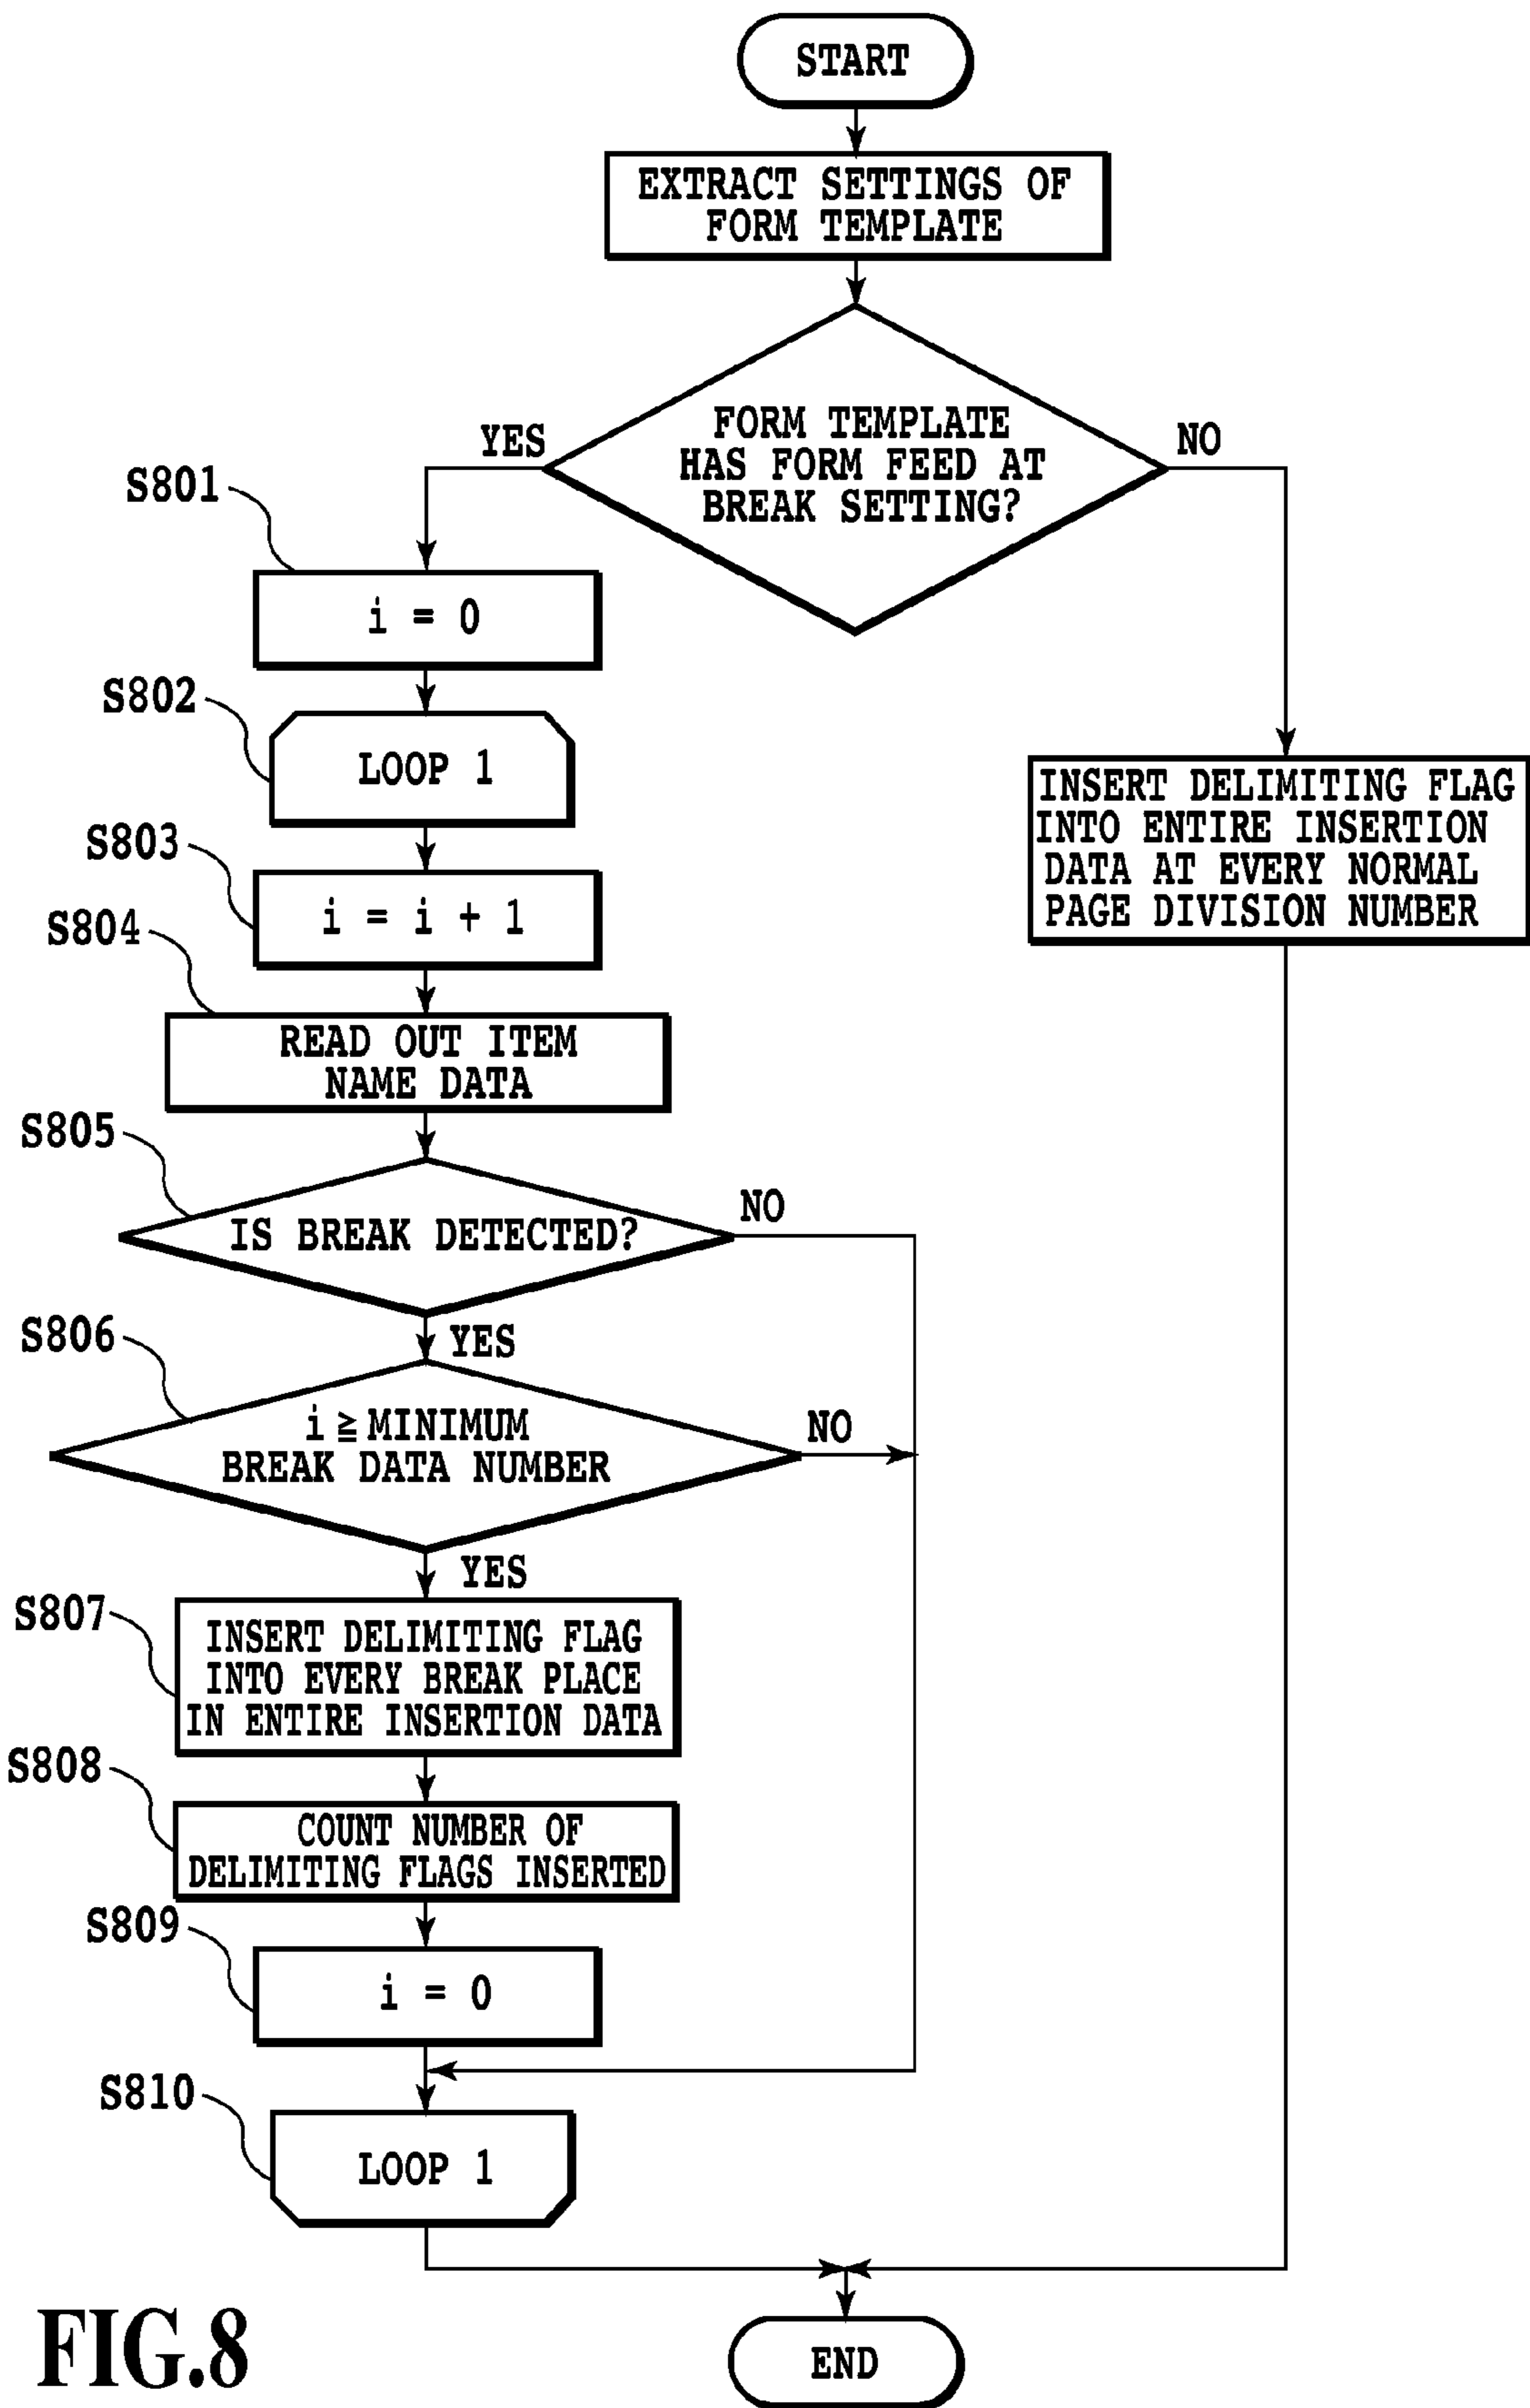 START
EXTRACT SETTINGS OF
FORM TEMPLATE
FORM TEMPLATE
HAS FORM FEED AT
BREAK SETTING?
YES
NO
S801
i = 0
S802
LOOP 1
S803
i = i + 1
INSERT DELIMITING FLAG
INTO ENTIRE INSERTION
DATA AT EVERY NORMAL
PAGE DIVISION NUMBER
S804
READ OUT ITEM
NAME DATA
S805
IS BREAK DETECTED?
NO
YES
S806
i ≧ MINIMUM
BREAK DATA NUMBER
NO
YES
S807
INSERT DELIMITING FLAG
INTO EVERY BREAK PLACE
IN ENTIRE INSERTION DATA
S808
COUNT NUMBER OF
DELIMITING FLAGS INSERTED
S809
i = 0
S810
LOOP 1
END
FIG.8